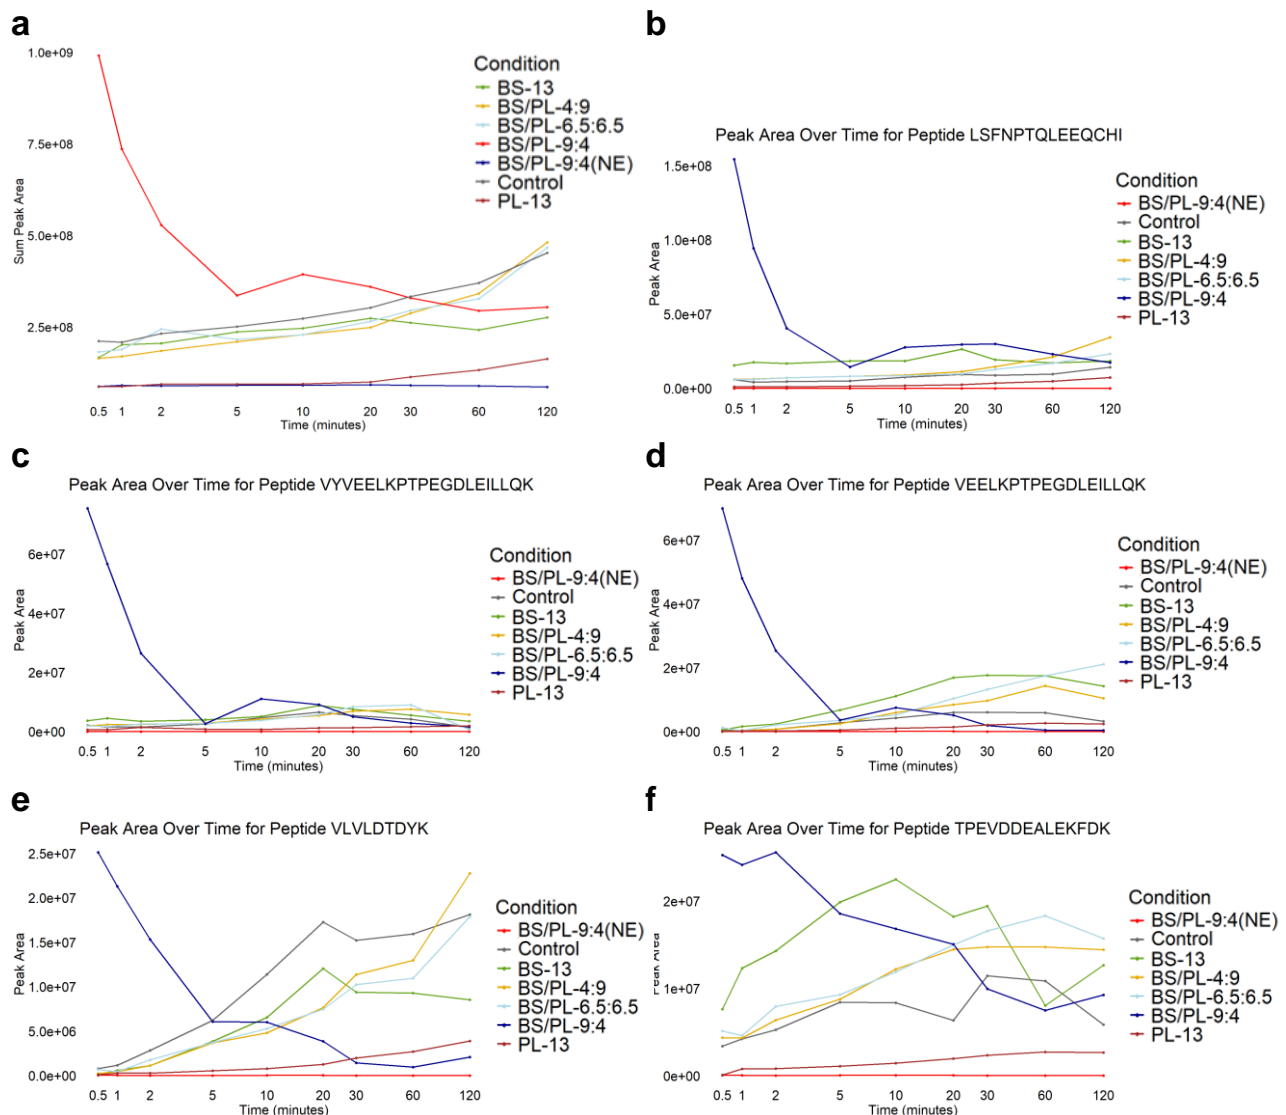 a
1.0e+09
7.5e+08
5.0e+08
2.5e+08
Sum Peak Area
0.5 1 2 5 10 20 30 60 120
Time (minutes)
Condition
BS-13
BS/PL-4:9
BS/PL-6.5:6.5
BS/PL-9:4
BS/PL-9:4(NE)
Control
PL-13
b
Peak Area Over Time for Peptide LSFNPTQLEEQCHI
1.5e+08
1.0e+08
5.0e+07
0.0e+00
Peak Area
0.5 1 2 5 10 20 30 60 120
Time (minutes)
Condition
BS/PL-9:4(NE)
Control
BS-13
BS/PL-4:9
BS/PL-6.5:6.5
BS/PL-9:4
PL-13
c
Peak Area Over Time for Peptide VYVEELKPTPEGDLEILLQK
6e+07
4e+07
2e+07
0e+00
Peak Area
0.5 1 2 5 10 20 30 60 120
Time (minutes)
Condition
BS/PL-9:4(NE)
Control
BS-13
BS/PL-4:9
BS/PL-6.5:6.5
BS/PL-9:4
PL-13
d
Peak Area Over Time for Peptide VEELKPTPEGDLEILLQK
6e+07
4e+07
2e+07
0e+00
Peak Area
0.5 1 2 5 10 20 30 60 120
Time (minutes)
Condition
BS/PL-9:4(NE)
Control
BS-13
BS/PL-4:9
BS/PL-6.5:6.5
BS/PL-9:4
PL-13
e
Peak Area Over Time for Peptide VLVLDTDYK
2.5e+07
2.0e+07
1.5e+07
1.0e+07
5.0e+06
0.0e+00
Peak Area
0.5 1 2 5 10 20 30 60 120
Time (minutes)
Condition
BS/PL-9:4(NE)
Control
BS-13
BS/PL-4:9
BS/PL-6.5:6.5
BS/PL-9:4
PL-13
f
Peak Area Over Time for Peptide TPEVDDEALEKFDK
2e+07
1e+07
0e+00
Peak Area
0.5 1 2 5 10 20 30 60 120
Time (minutes)
Condition
BS/PL-9:4(NE)
Control
BS-13
BS/PL-4:9
BS/PL-6.5:6.5
BS/PL-9:4
PL-13